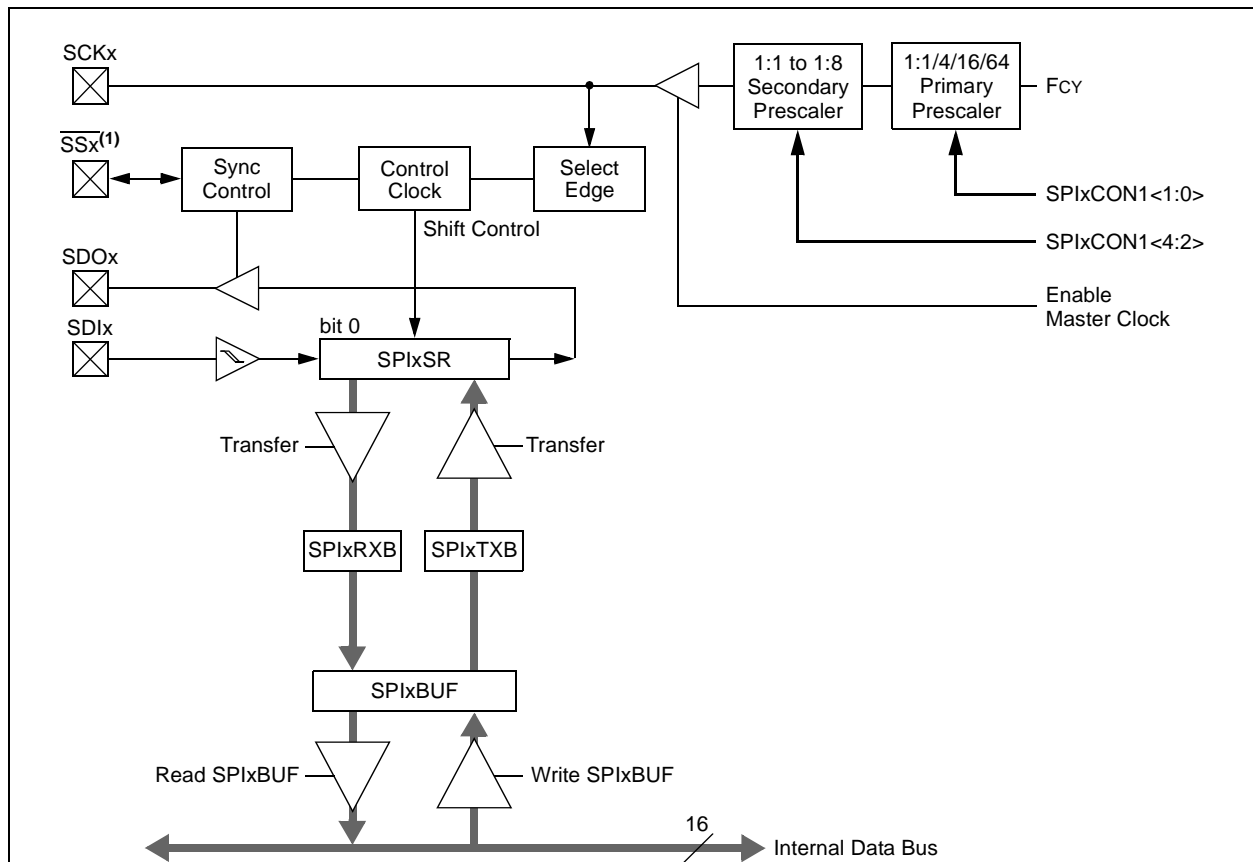 SCKx
1:1 to 1:8
Secondary
Prescaler
1:1/4/16/64
Primary
Prescaler
FCY
SSx(1)
Sync
Control
Control
Clock
Select
Edge
SPIxCON1<1:0>
Shift Control
SPIxCON1<4:2>
SDOx
Enable
Master Clock
SDIx
bit 0
SPIxSR
Transfer
Transfer
SPIxRXB
SPIxTXB
SPIxBUF
Read SPIxBUF
Write SPIxBUF
16
Internal Data Bus